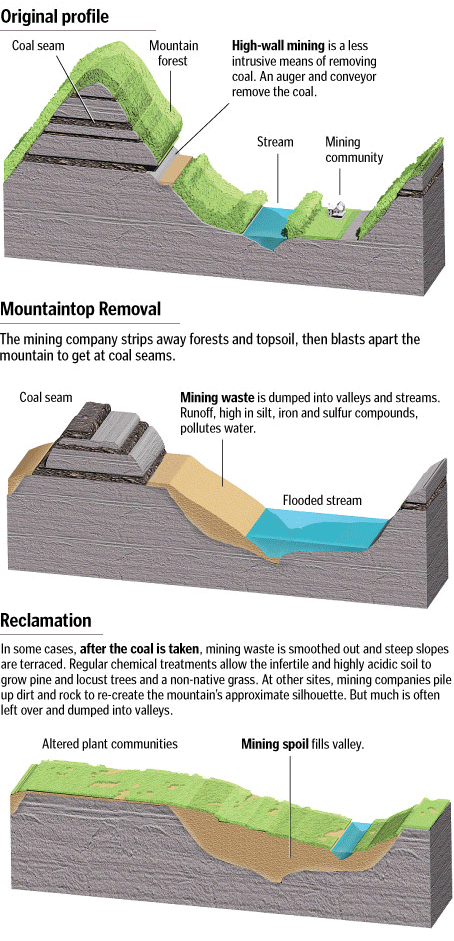 Original profile
Coal seam
Mountain
forest
High-wall mining is a less
intrusive means of removing
coal. An auger and conveyor
remove the coal.
Stream
Mining
community
Mountaintop Removal
The mining company strips away forests and topsoil, then blasts apart the
mountain to get at coal seams.
Coal seam
Mining waste is dumped into valleys and streams.
Runoff, high in silt, iron and sulfur compounds,
pollutes water.
Flooded stream
Reclamation
In some cases, after the coal is taken, mining waste is smoothed out and steep slopes
are terraced. Regular chemical treatments allow the infertile and highly acidic soil to
grow pine and locust trees and a non-native grass. At other sites, mining companies pile
up dirt and rock to re-create the mountain's approximate silhouette. But much is often
left over and dumped into valleys.
Altered plant communities
Mining spoil fills valley.